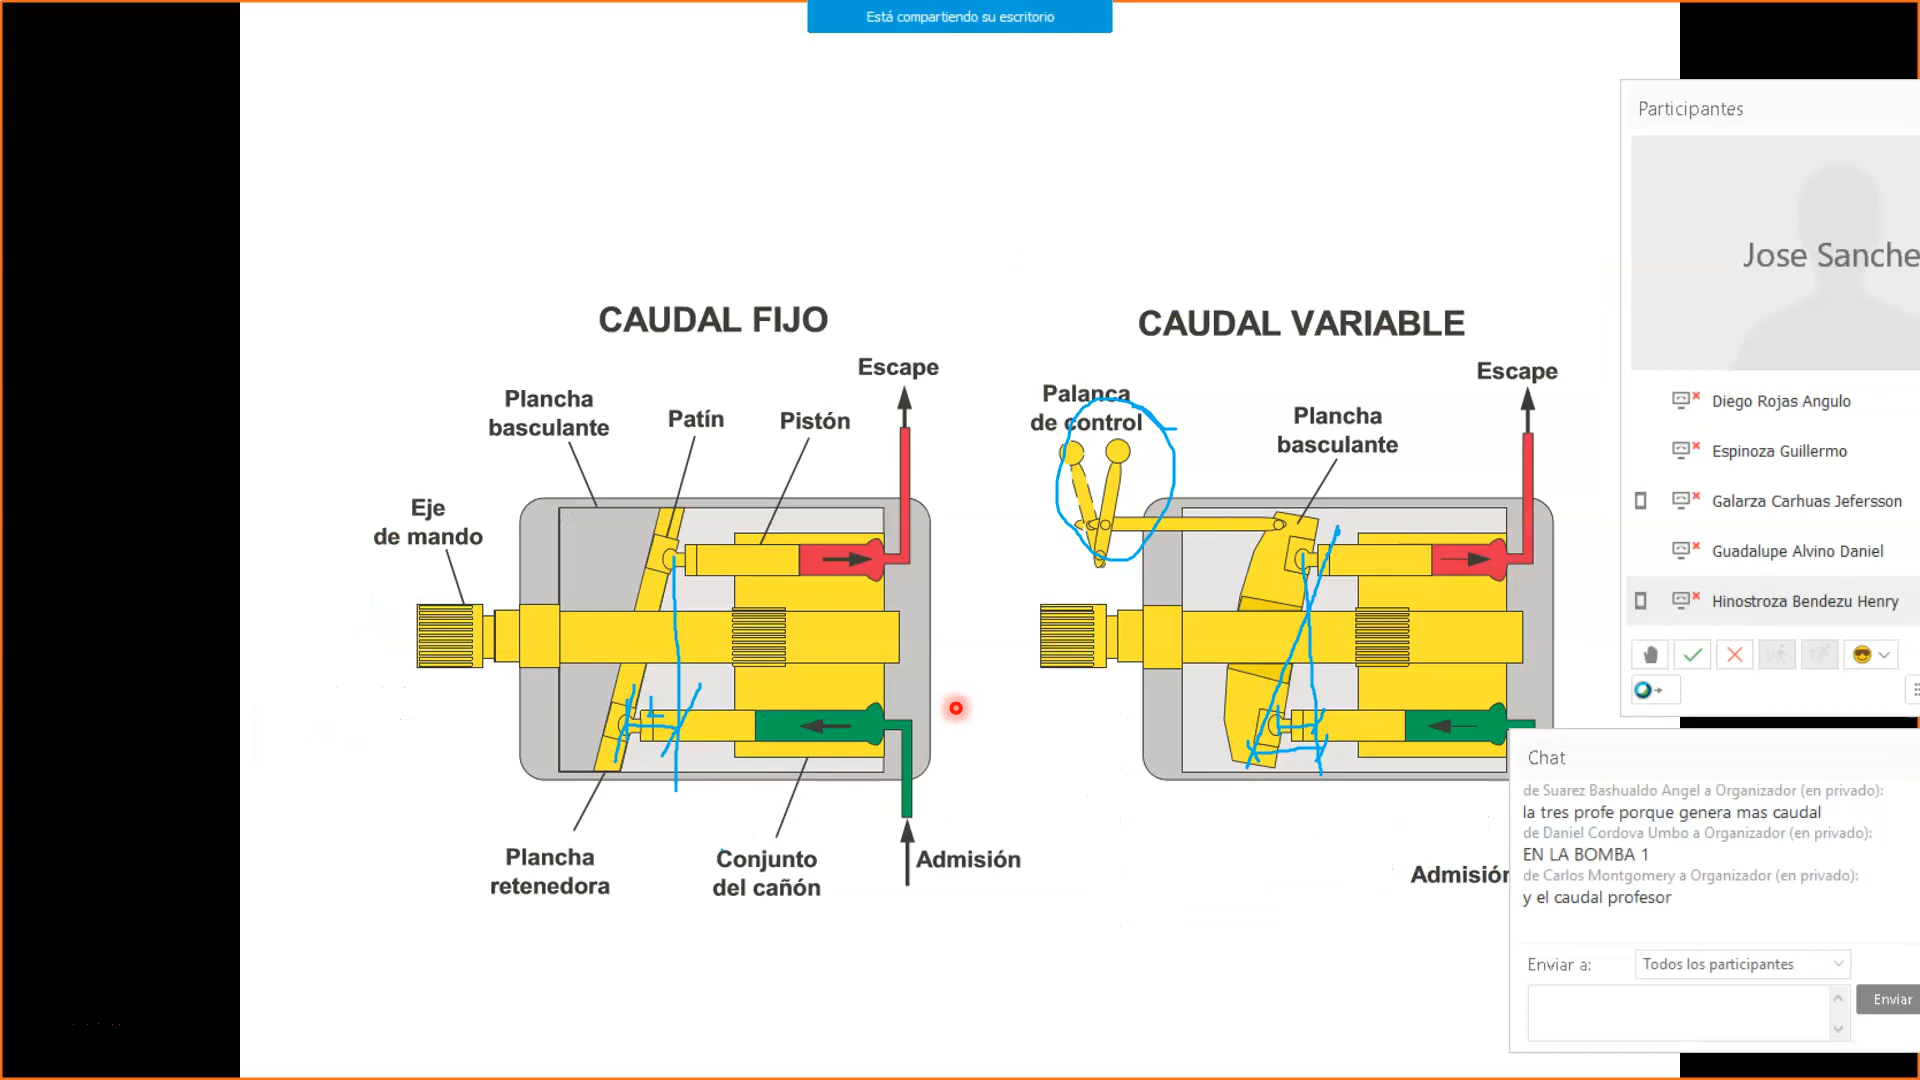 Está compartiendo su escritorio
CAUDAL FIJO
Escape
Plancha
basculante
Patín
Pistón
Eje
de mando
Plancha
retenedora
Conjunto
del cañón
Admisión
L
CAUDAL VARIABLE
Escape
Palanca
de control
Plancha
basculante
Admisión
Participantes
Jose Sanche
Diego Rojas Angulo
Espinoza Guillermo
Galarza Carhuas Jefersson
Guadalupe Alvino Daniel
Hinostroza Bendezu Henry
Chat
de Suarez Bashualdo Angel a Organizador (en privado):
la tres profe porque genera mas caudal
de Daniel Cordova Umbo a Organizador (en privado):
EN LA BOMBA 1
de Carlos Montgomery a Organizador (en privado):
y el caudal profesor
Enviar a:
Todos los participantes
Enviar